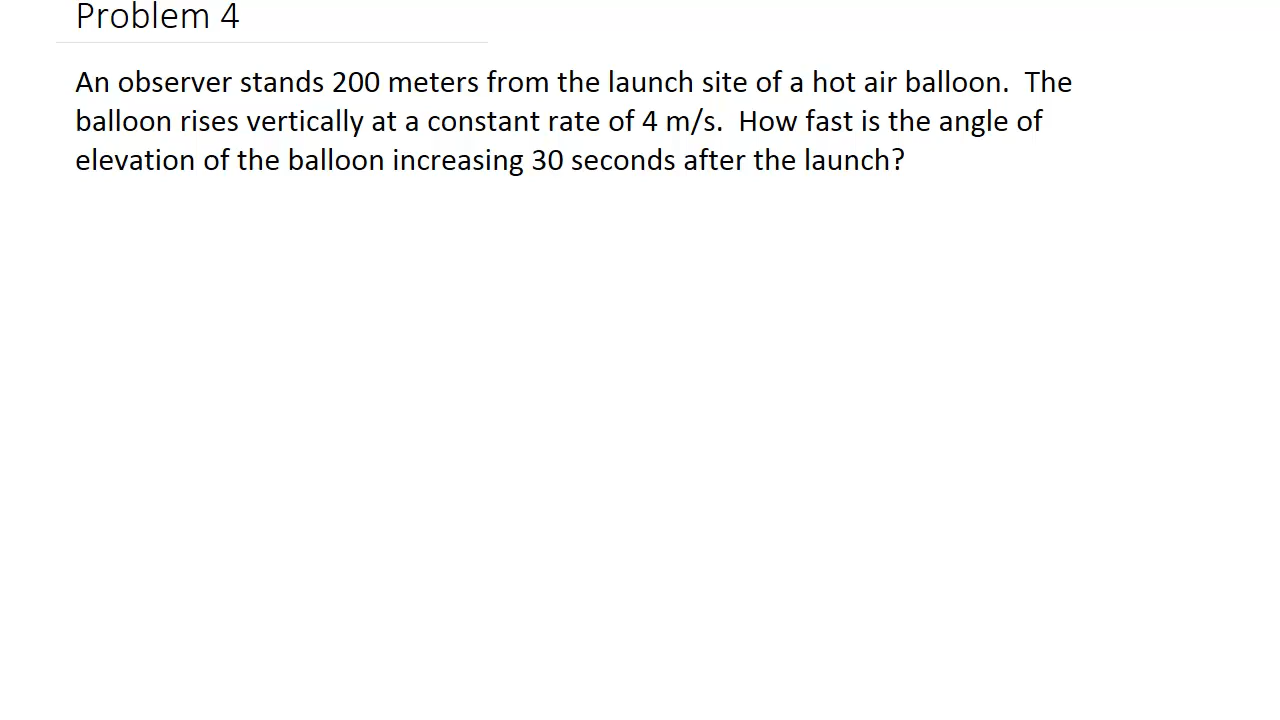 Problem 4
An observer stands 200 meters from the launch site of a hot air balloon.  The
balloon rises vertically at a constant rate of 4 m/s.  How fast is the angle of
elevation of the balloon increasing 30 seconds after the launch?